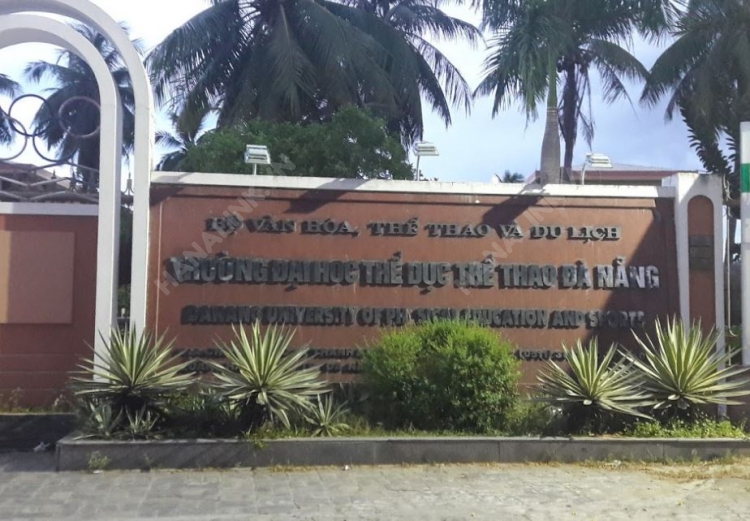 BỘ VĂN HÓA, THỂ THAO VÀ DU LỊCH
TRƯỜNG ĐẠI HỌC THỂ DỤC THỂ THAO ĐÀ NẴNG
DANANG UNIVERSITY OF PHYSICAL EDUCATION AND SPORTS